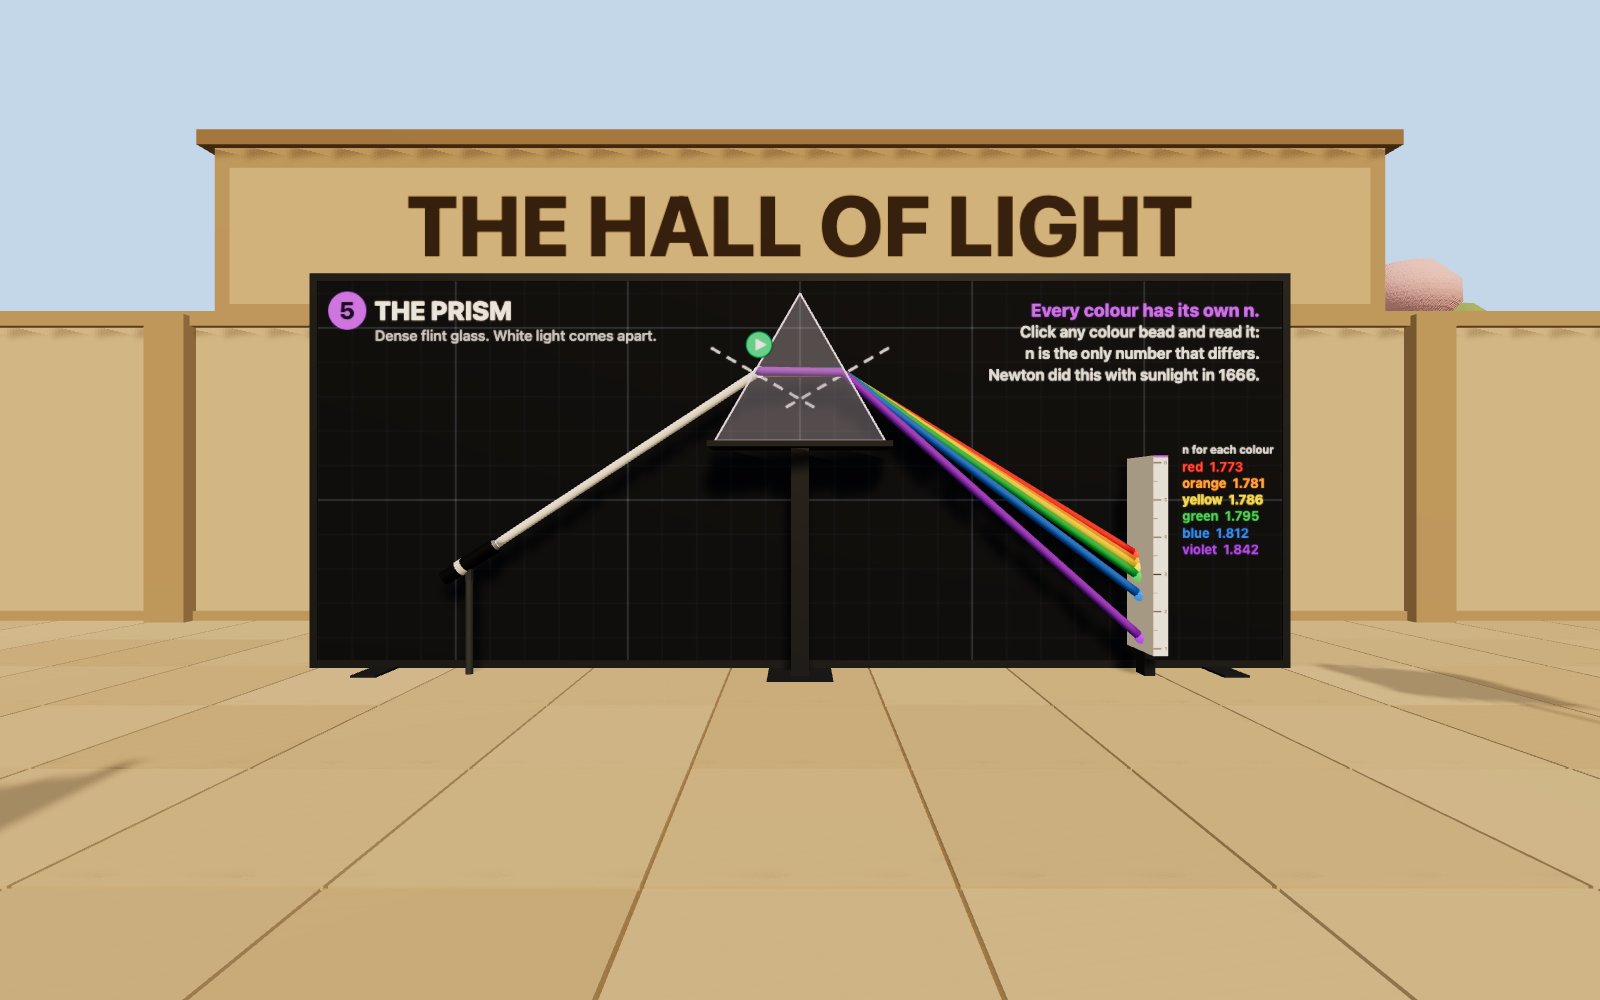 THE HALL OF LIGHT
5 THE PRISM
Dense flint glass. White light comes apart.
Every colour has its own n.
Click any colour bead and read it:
n is the only number that differs.
Newton did this with sunlight in 1666.
n for each colour
red 1.773
orange 1.781
yellow 1.786
green 1.795
blue 1.812
violet 1.842